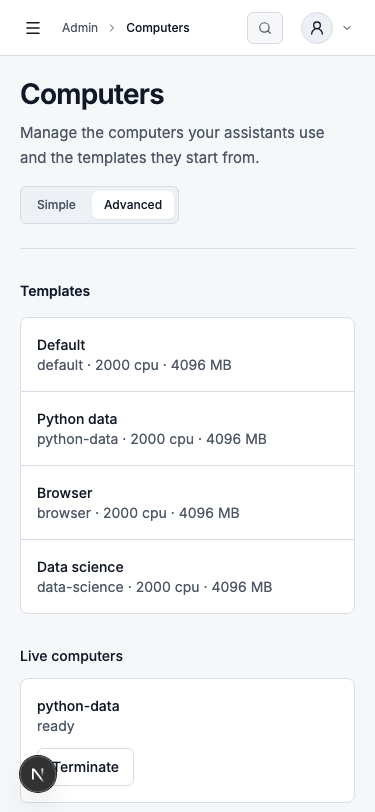 Admin > Computers
Computers
Manage the computers your assistants use
and the templates they start from.
Simple Advanced
Templates
Default
default · 2000 cpu · 4096 MB
Python data
python-data · 2000 cpu · 4096 MB
Browser
browser · 2000 cpu · 4096 MB
Data science
data-science · 2000 cpu · 4096 MB
Live computers
python-data
ready
N Terminate